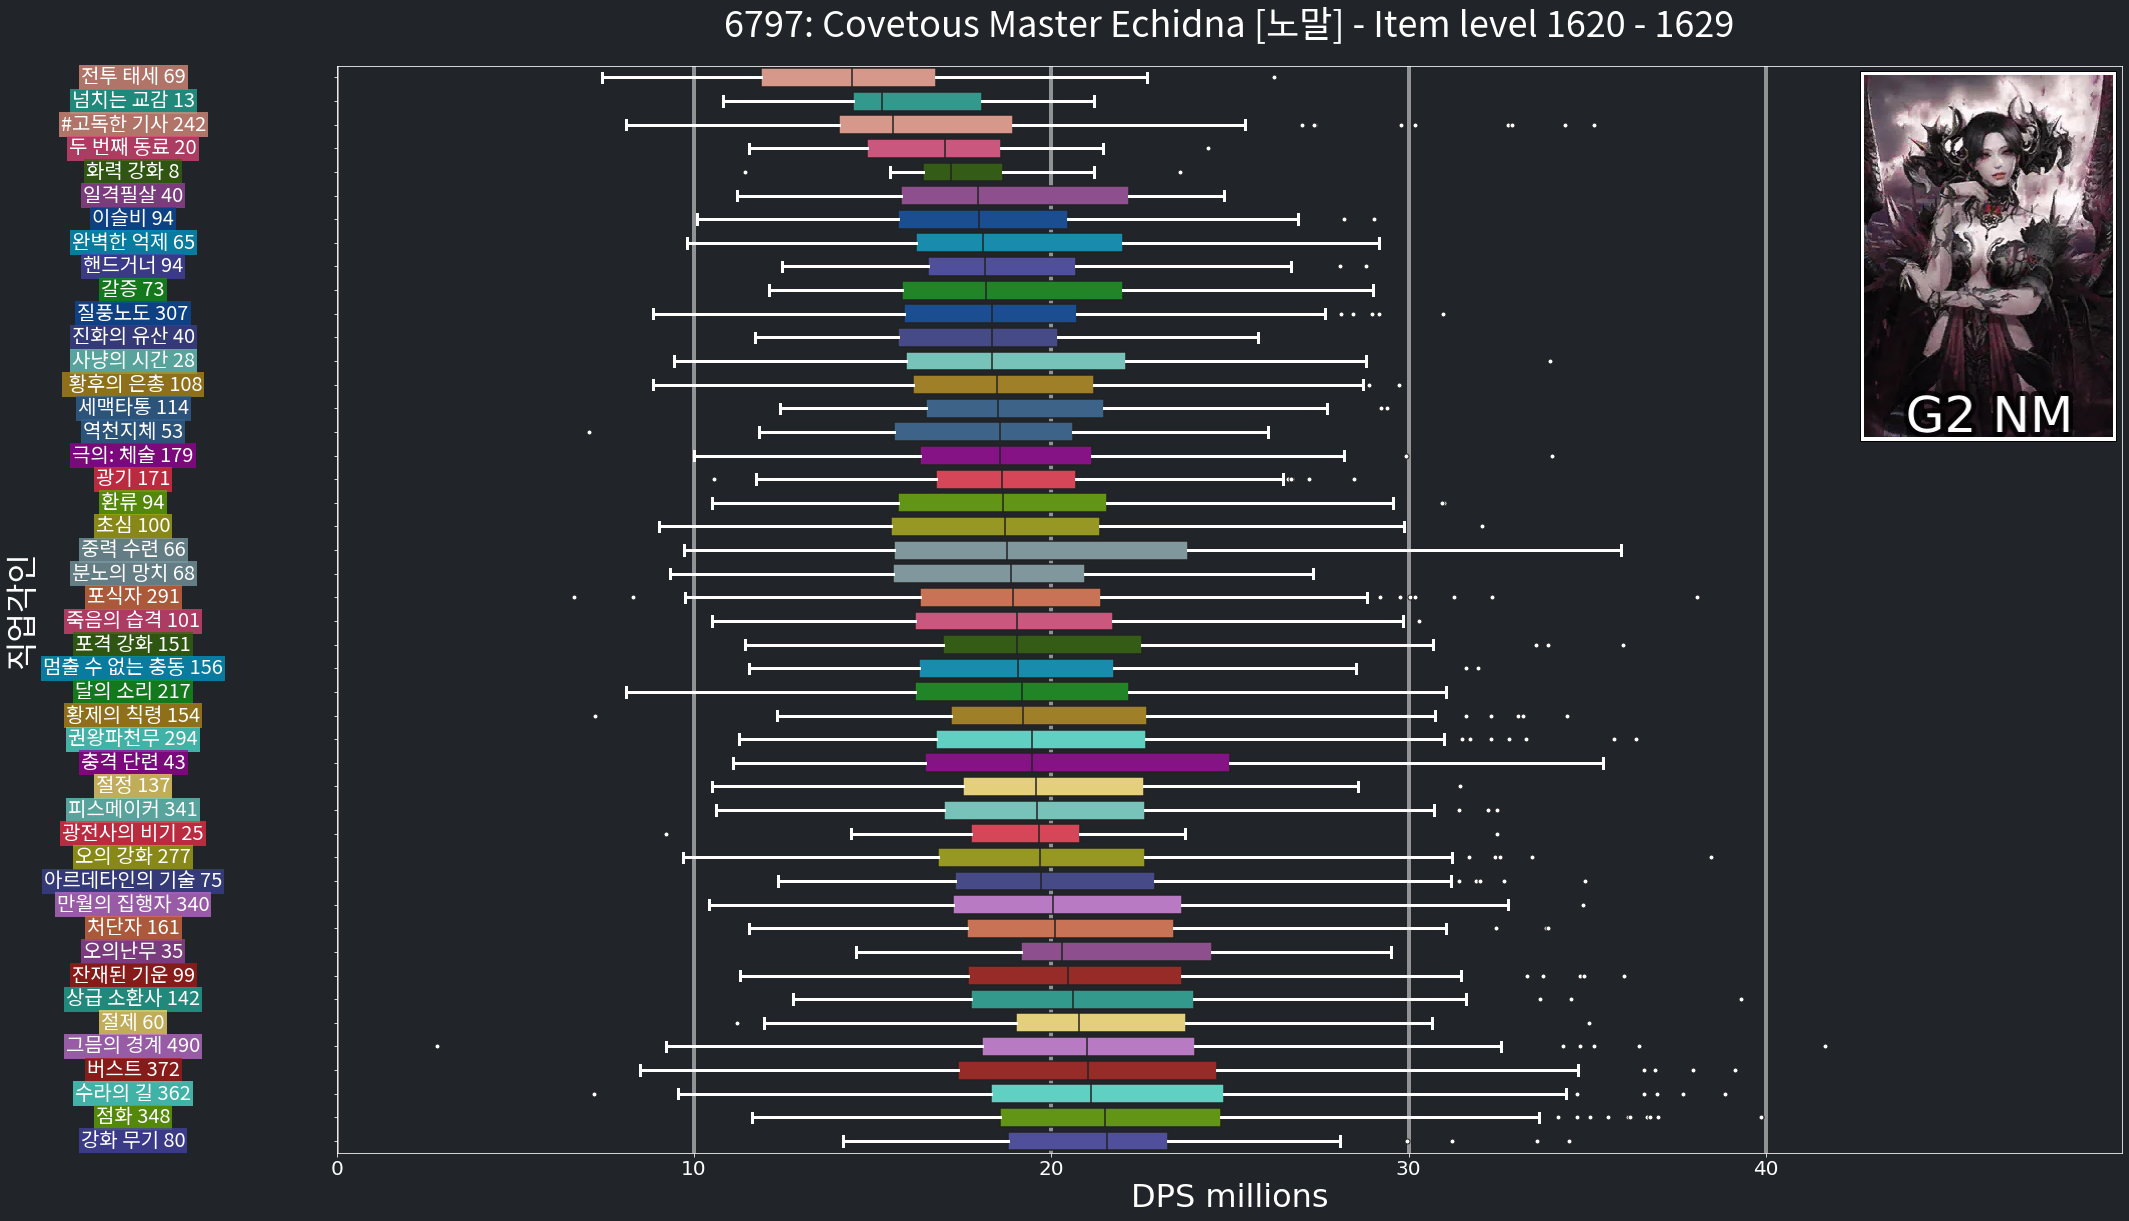 6797: Covetous Master Echidna [노말] - Item level 1620 - 1629
직업각인
전투 태세 69
넘치는 교감 13
#고독한 기사 242
두 번째 동료 20
화력 강화 8
일격필살 40
이슬비 94
완벽한 억제 65
핸드거너 94
갈증 73
질풍노도 307
진화의 유산 40
사냥의 시간 28
황후의 은총 108
세맥타통 114
역천지체 53
극의: 체술 179
광기 171
환류 94
초심 100
중력 수련 66
분노의 망치 68
포식자 291
죽음의 습격 101
포격 강화 151
멈출 수 없는 충동 156
달의 소리 217
황제의 칙령 154
권왕파천무 294
충격 단련 43
절정 137
피스메이커 341
광전사의 비기 25
오의 강화 277
아르데타인의 기술 75
만월의 집행자 340
처단자 161
오의난무 35
잔재된 기운 99
상급 소환사 142
절제 60
그믐의 경계 490
버스트 372
수라의 길 362
점화 348
강화 무기 80
G2 NM
0 10 20 30 40
DPS millions